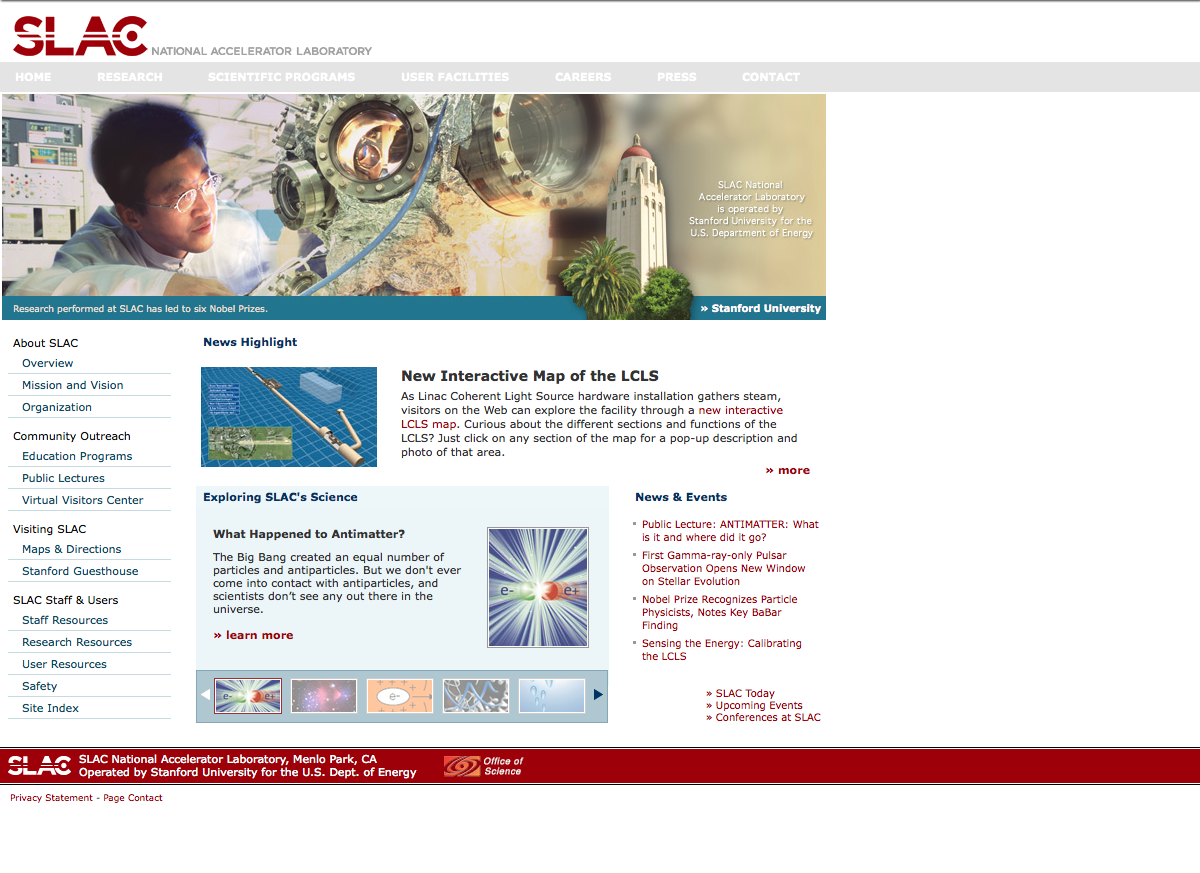 SLAC NATIONAL ACCELERATOR LABORATORY
HOME RESEARCH SCIENTIFIC PROGRAMS USER FACILITIES CAREERS PRESS CONTACT
SLAC National
Accelerator Laboratory
is operated by
Stanford University for the
U.S. Department of Energy
Research performed at SLAC has led to six Nobel Prizes.
» Stanford University
About SLAC
Overview
Mission and Vision
Organization
Community Outreach
Education Programs
Public Lectures
Virtual Visitors Center
Visiting SLAC
Maps & Directions
Stanford Guesthouse
SLAC Staff & Users
Staff Resources
Research Resources
User Resources
Safety
Site Index
News Highlight
New Interactive Map of the LCLS
As Linac Coherent Light Source hardware installation gathers steam,
visitors on the Web can explore the facility through a new interactive
LCLS map. Curious about the different sections and functions of the
LCLS? Just click on any section of the map for a pop-up description and
photo of that area.
» more
Exploring SLAC's Science
What Happened to Antimatter?
The Big Bang created an equal number of
particles and antiparticles. But we don't ever
come into contact with antiparticles, and
scientists don’t see any out there in the
universe.
» learn more
e- e+
e- e+
e-
News & Events
Public Lecture: ANTIMATTER: What
is it and where did it go?
First Gamma-ray-only Pulsar
Observation Opens New Window
on Stellar Evolution
Nobel Prize Recognizes Particle
Physicists, Notes Key BaBar
Finding
Sensing the Energy: Calibrating
the LCLS
» SLAC Today
» Upcoming Events
» Conferences at SLAC
SLAC
SLAC National Accelerator Laboratory, Menlo Park, CA
Operated by Stanford University for the U.S. Dept. of Energy
Office of
Science
Privacy Statement - Page Contact